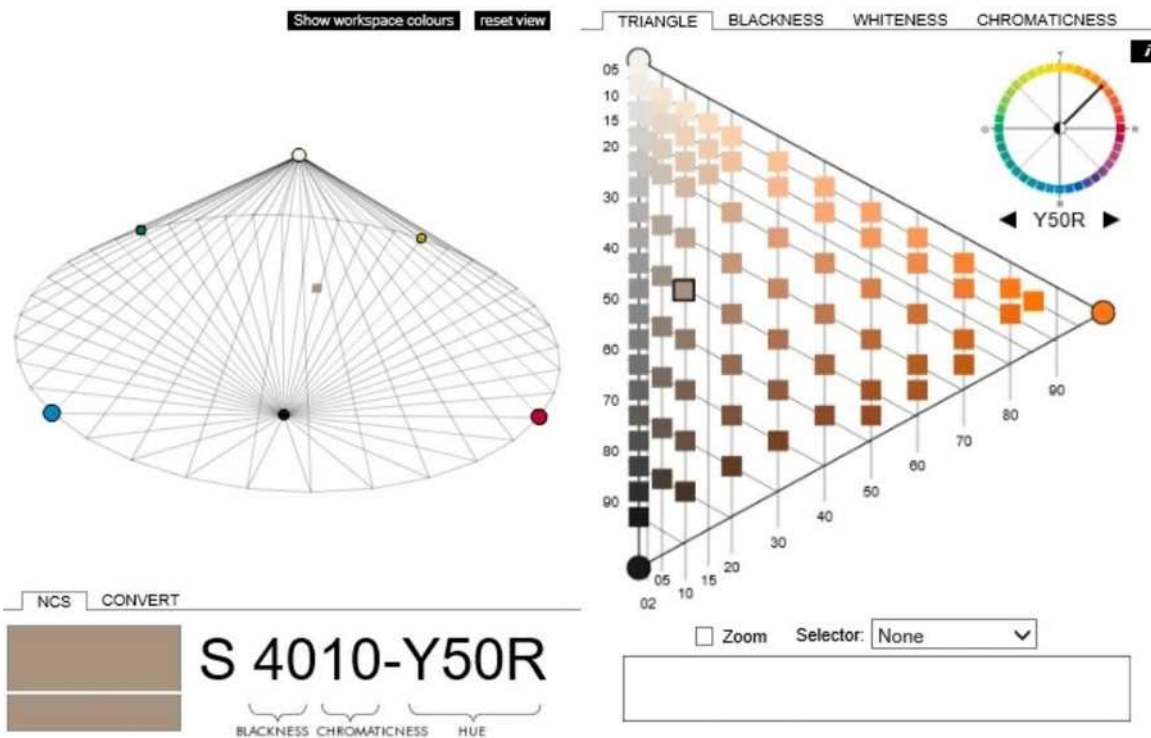 Show workspace colours reset view
TRIANGLE BLACKNESS WHITENESS CHROMATICNESS
i
Y
R
B
G
Y50R
05
10
15
20
30
40
50
60
70
80
90
90
80
70
60
50
40
30
20
15
10
05
02
NCS CONVERT
S 4010-Y50R
BLACKNESS CHROMATICNESS HUE
Zoom Selector: None